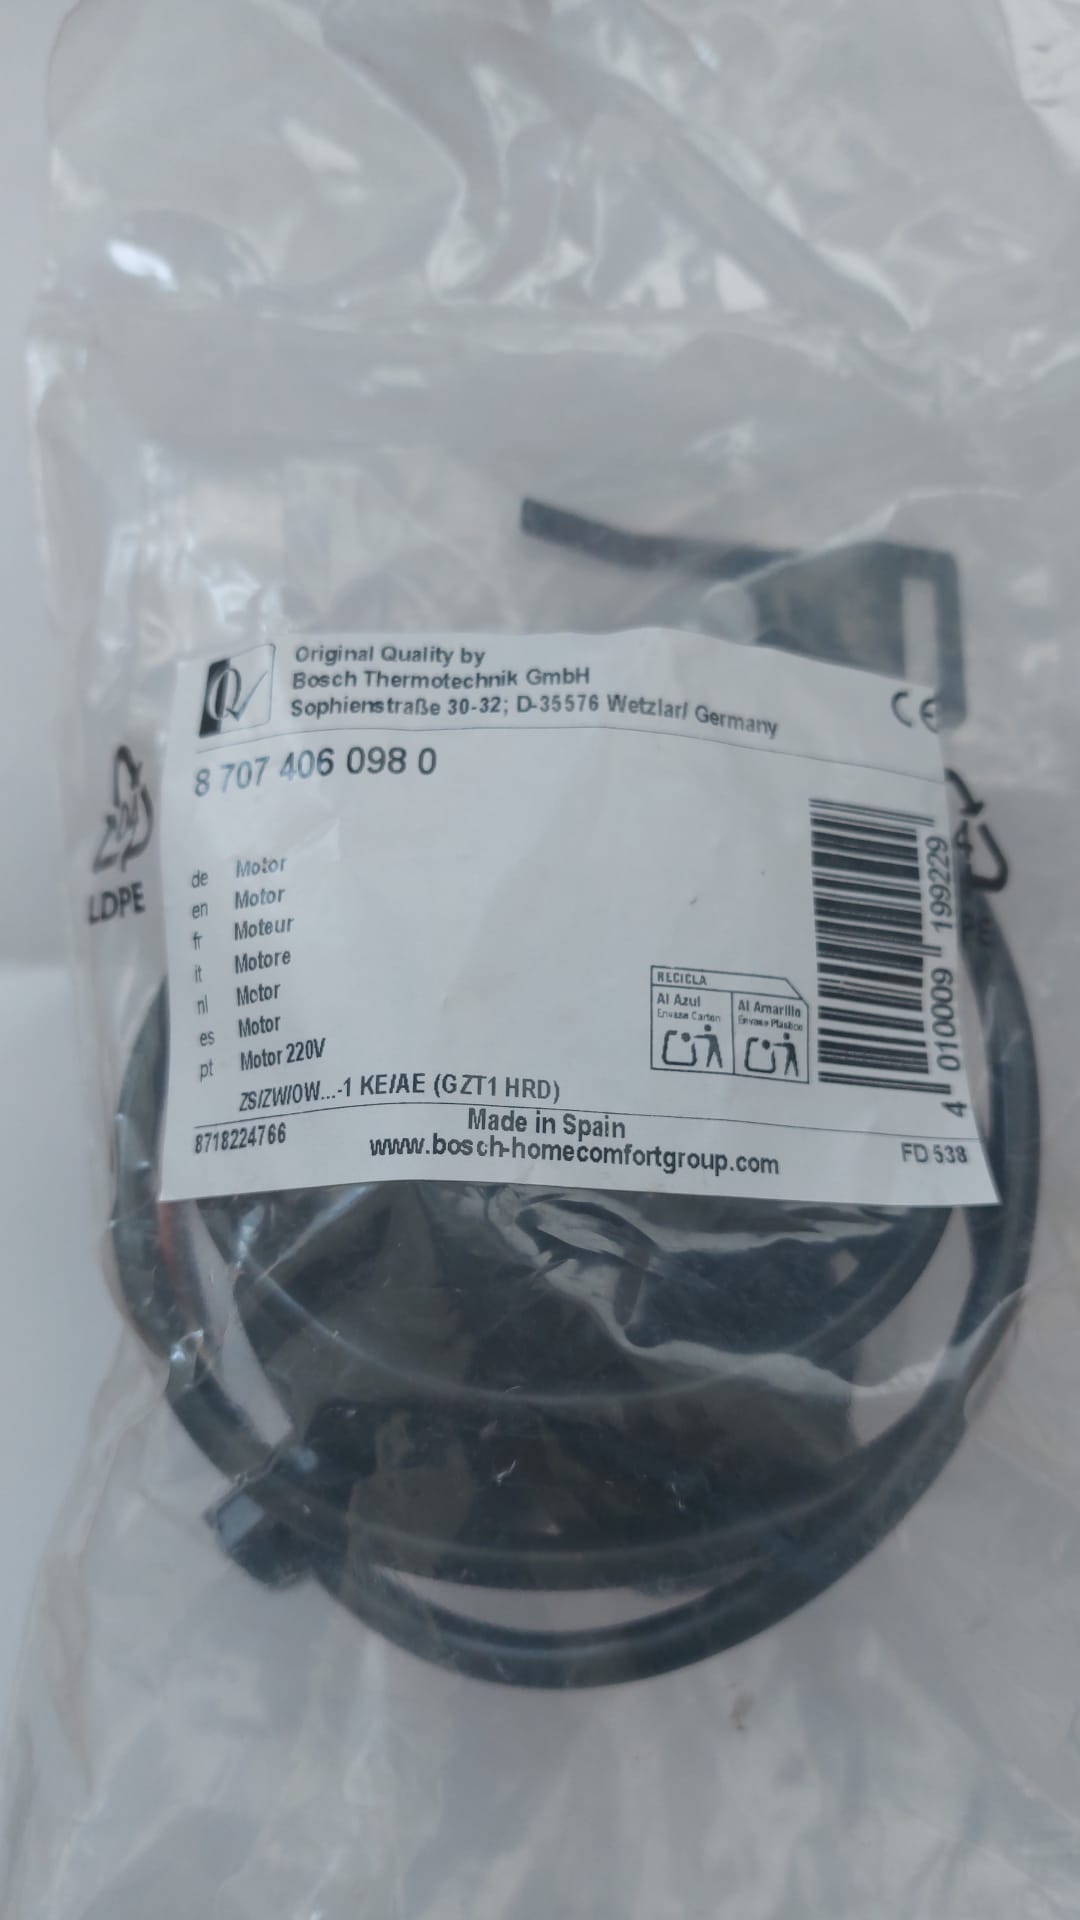 Original Quality by
Bosch Thermotechnik GmbH
Sophienstraße 30-32; D-35576 Wetzlar/ Germany
CE
8 707 406 098 0
de Motor
en Motor
fr Moteur
it Motore
nl Motor
es Motor
pt Motor 220V
ZS/ZW/OW...-1 KE/AE (GZT1 HRD)
RECICLA
Al Azul
Envase Carton
Al Amarillo
Envase Plastico
4 010009 199229
8718224766
Made in Spain
www.bosch-homecomfortgroup.com
FD 538
LDPE